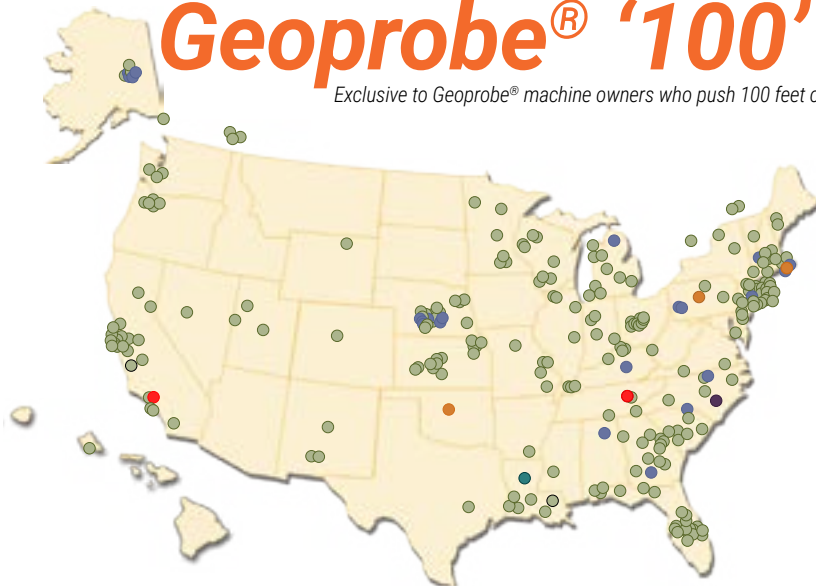 Geoprobe® ‘100’
Exclusive to Geoprobe® machine owners who push 100 feet o